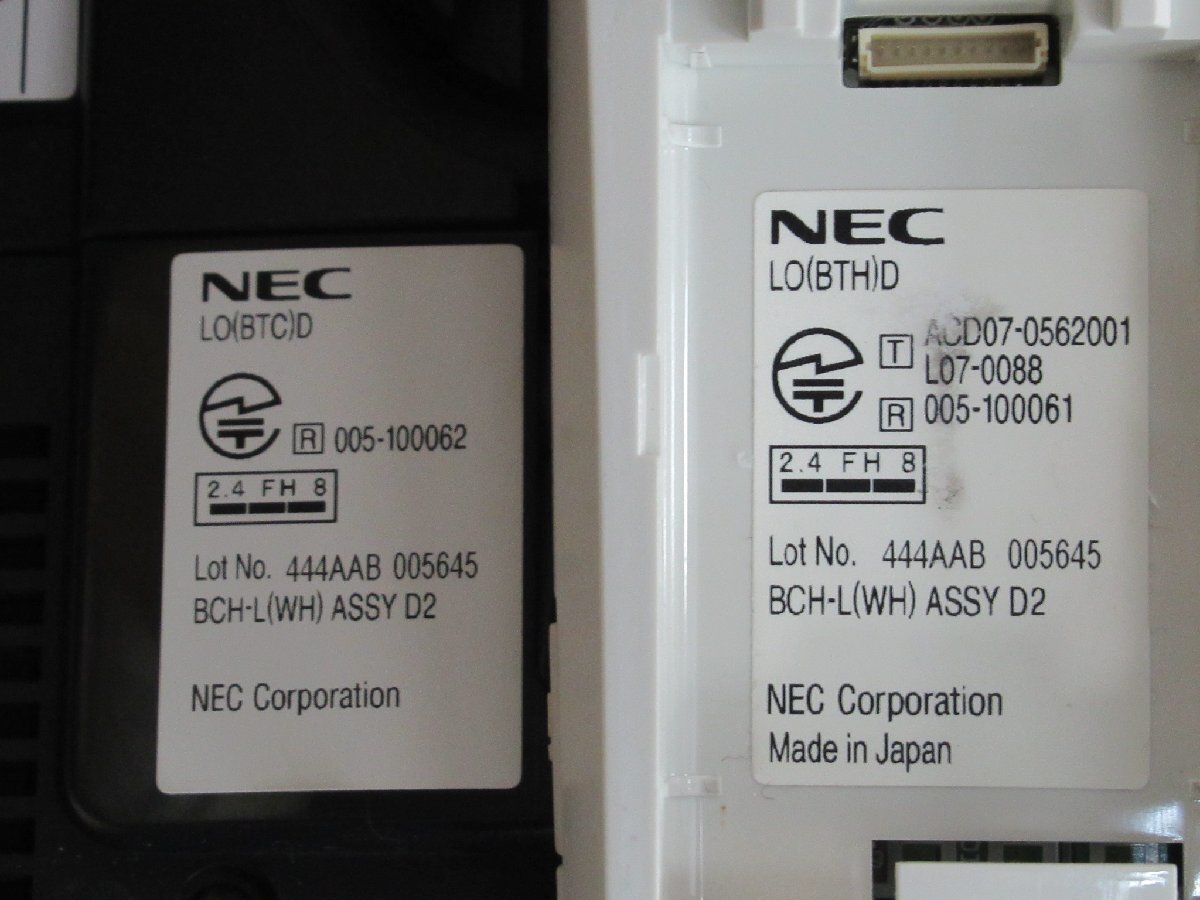 NEC
LO(BTC)D
R 005-100062
2.4 FH 8
Lot No. 444AAB 005645
BCH-L(WH) ASSY D2
NEC Corporation
NEC
LO(BTH)D
T ACD07-0562001
L07-0088
R 005-100061
2.4 FH 8
Lot No. 444AAB 005645
BCH-L(WH) ASSY D2
NEC Corporation
Made in Japan